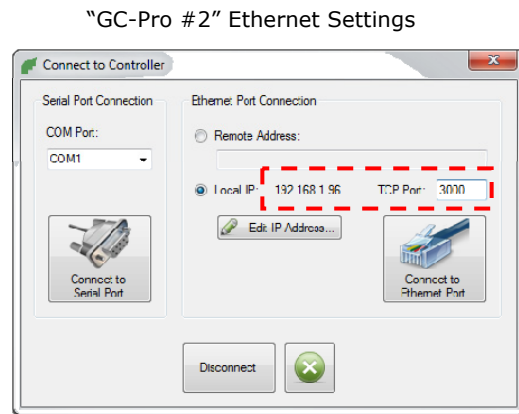 "GC-Pro #2" Ethernet Settings
Connect to Controller
Serial Port Connection
COM Port:
COM1
Connect to
Serial Port
Ethernet Port Connection
Remote Address:
Local IP: 192.168.1.96 TCP Port: 3000
Edit IP Address...
Connect to
Ethernet Port
Disconnect